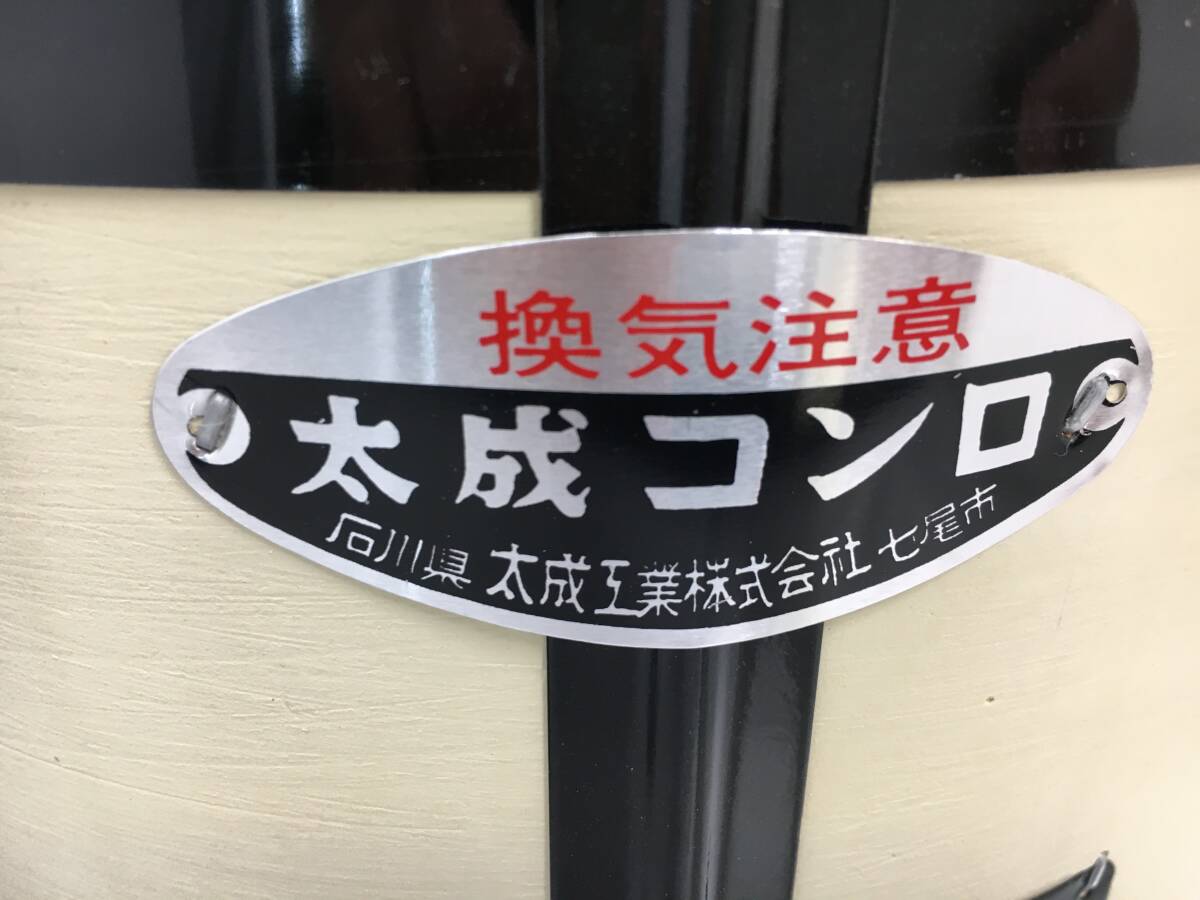 換気注意
太成コンロ
石川県 太成工業株式会社 七尾市